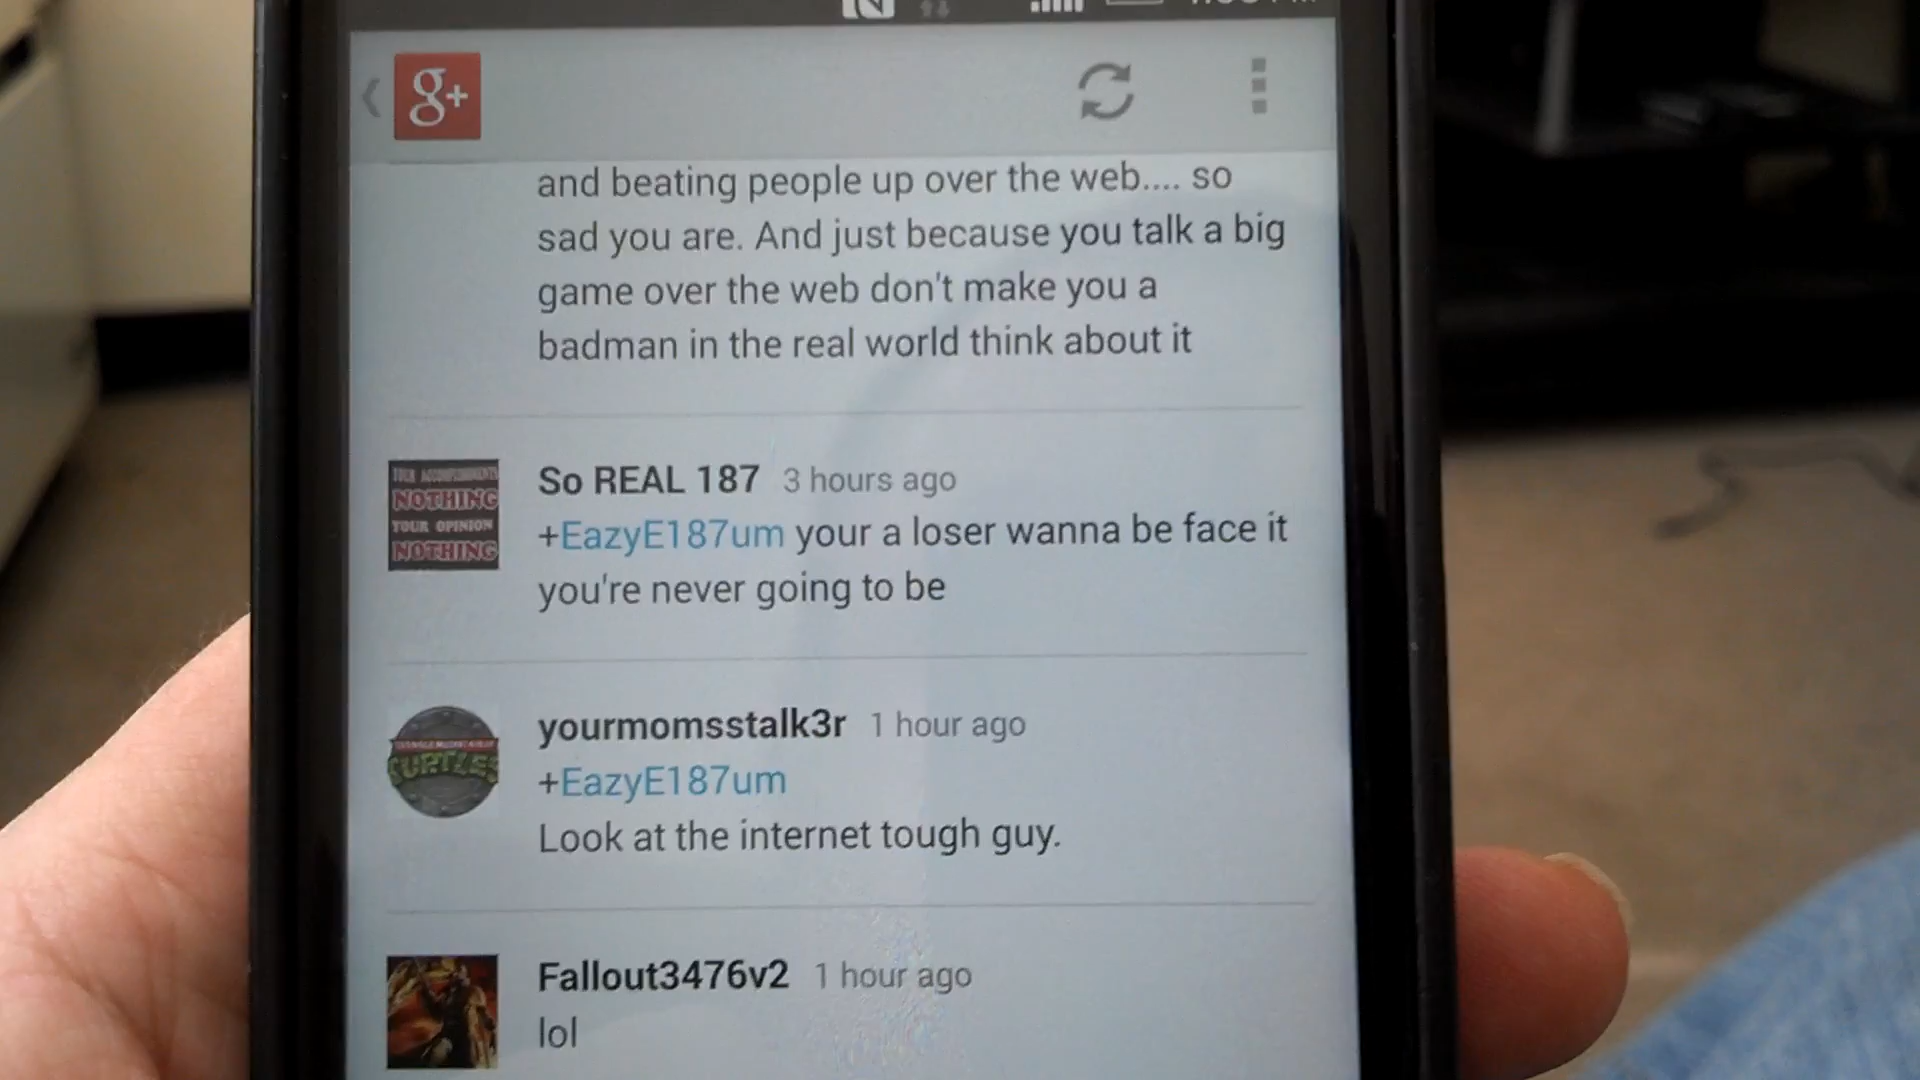 g+
and beating people up over the web.... so
sad you are. And just because you talk a big
game over the web don't make you a
badman in the real world think about it
So REAL 187 3 hours ago
NOTHING
YOUR OPINION
NOTHING
+EazyE187um your a loser wanna be face it
you're never going to be
yourmomsstalk3r 1 hour ago
TURTLES
+EazyE187um
Look at the internet tough guy.
Fallout3476v2 1 hour ago
lol